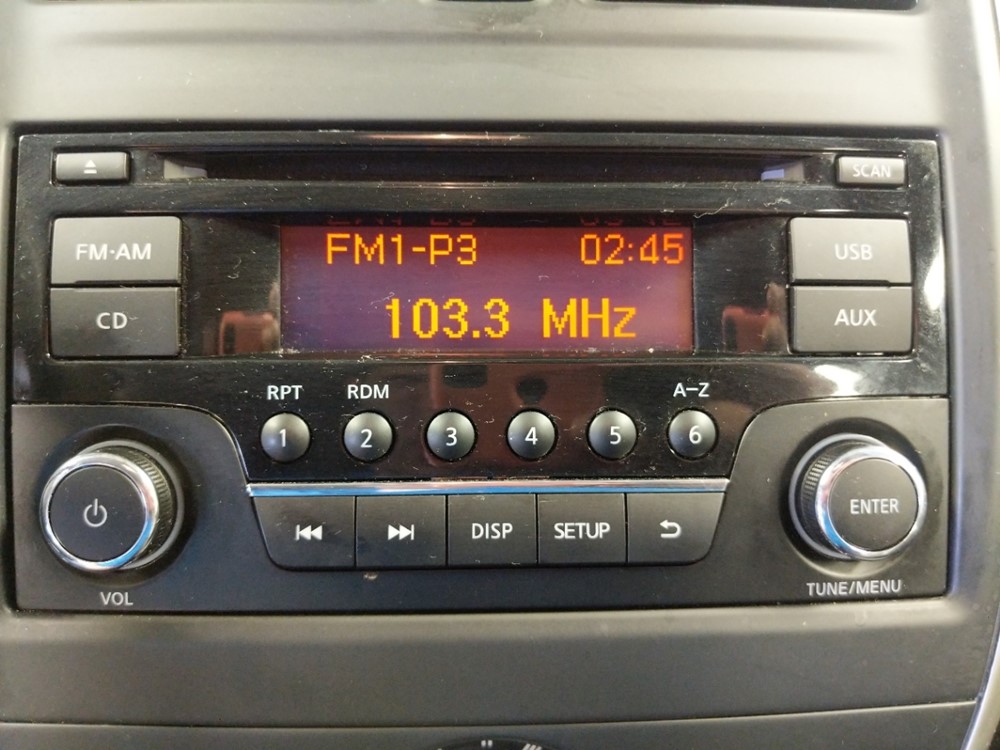 SCAN
FM·AM
FM1-P3 02:45
USB
CD
103.3 MHz
AUX
RPT RDM A–Z
1 2 3 4 5 6
ENTER
DISP SETUP
VOL
TUNE/MENU